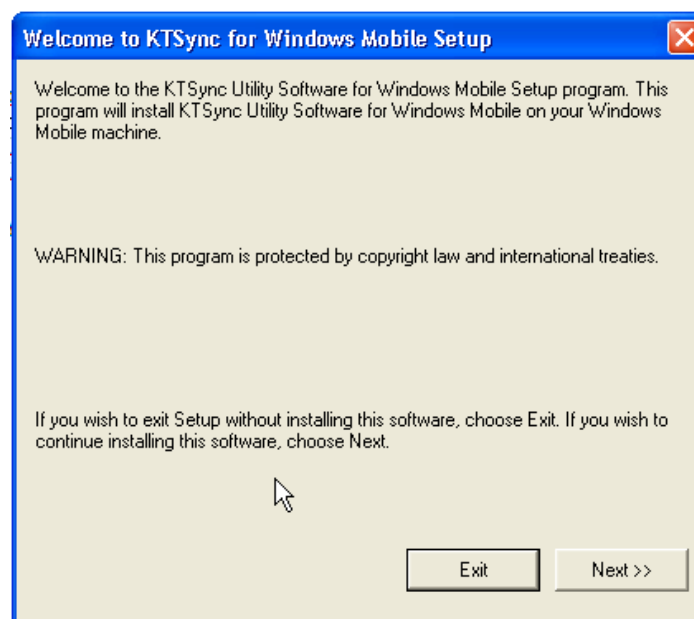 Welcome to KTSync for Windows Mobile Setup
Welcome to the KTSync Utility Software for Windows Mobile Setup program. This
program will install KTSync Utility Software for Windows Mobile on your Windows
Mobile machine.
WARNING: This program is protected by copyright law and international treaties.
If you wish to exit Setup without installing this software, choose Exit. If you wish to
continue installing this software, choose Next.
Exit
Next >>